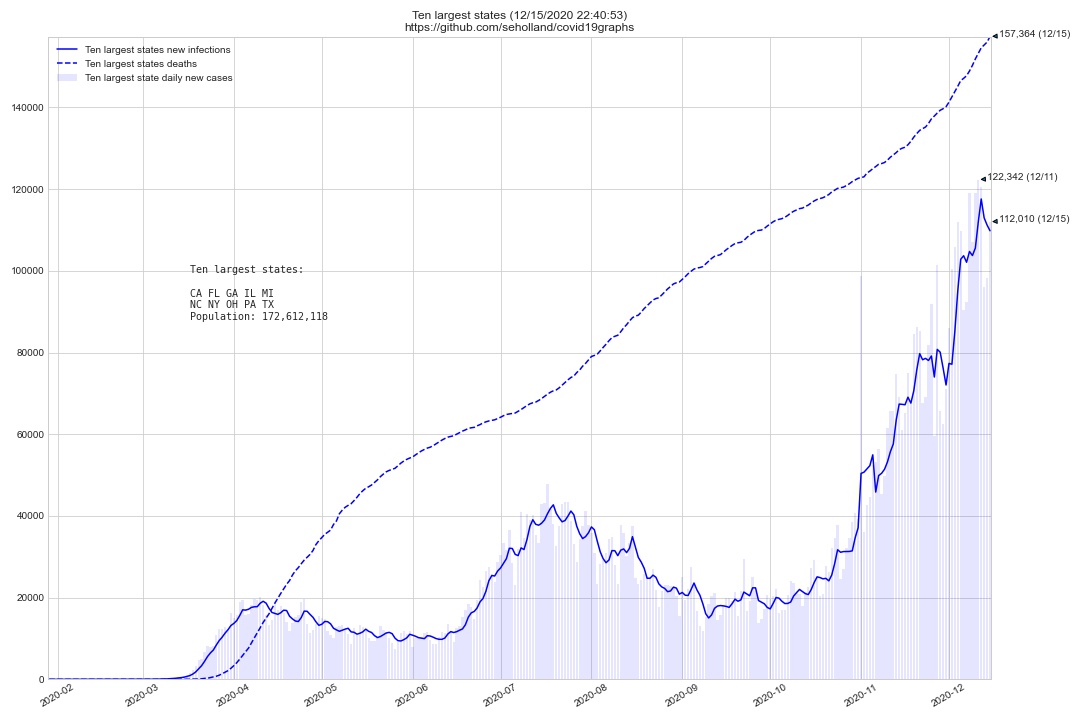 Ten largest states (12/15/2020 22:40:53)
https://github.com/seholland/covid19graphs
Ten largest states new infections
Ten largest states deaths
Ten largest state daily new cases
157,364 (12/15)
122,342 (12/11)
112,010 (12/15)
Ten largest states:
CA FL GA IL MI
NC NY OH PA TX
Population: 172,612,118
140000
120000
100000
80000
60000
40000
20000
0
2020-02
2020-03
2020-04
2020-05
2020-06
2020-07
2020-08
2020-09
2020-10
2020-11
2020-12